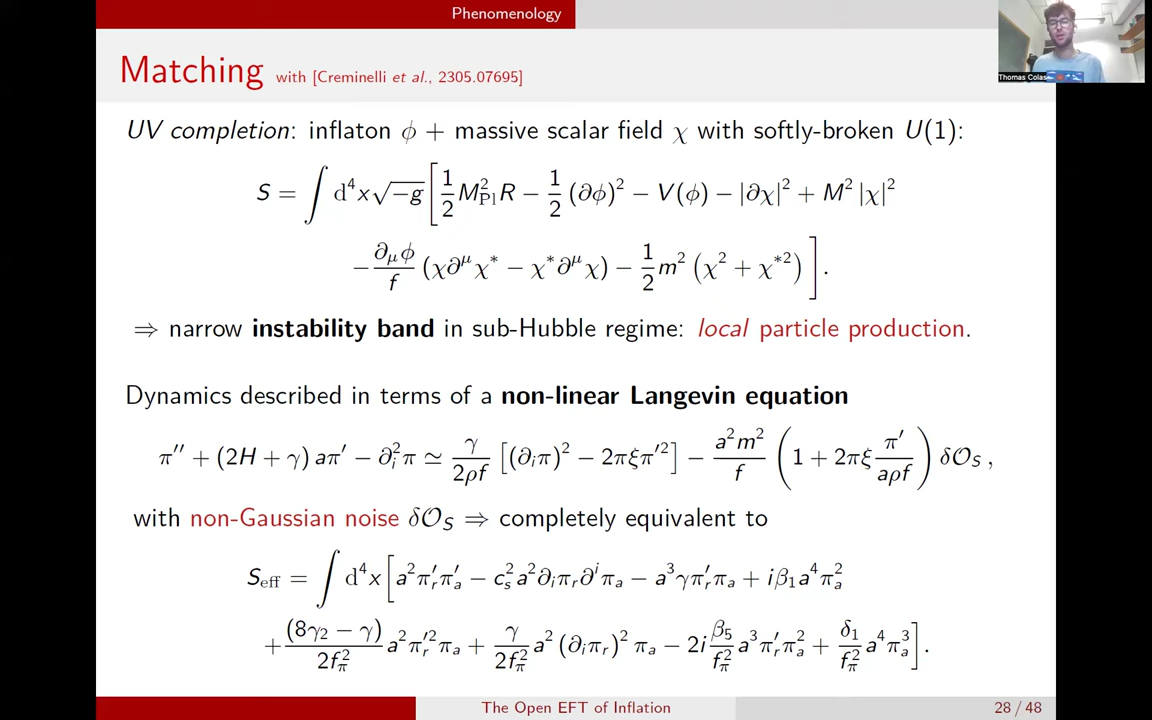 Phenomenology
Matching with [Creminelli et al., 2305.07695]
Thomas Colas
UV completion: inflaton ϕ + massive scalar field χ with softly-broken U(1):
S = ∫ d⁴x√−g [ 1/2 M²_Pl R − 1/2 (∂ϕ)² − V(ϕ) − |∂χ|² + M² |χ|²
− ∂_μϕ/f (χ∂^μχ* − χ*∂^μχ) − 1/2 m² (χ² + χ*²) ] .
⇒ narrow instability band in sub-Hubble regime: local particle production.
Dynamics described in terms of a non-linear Langevin equation
π′′ + (2H + γ) aπ′ − ∂²_i π ≃ γ/2ρf [(∂_iπ)² − 2πξπ′²] − a²m²/f (1 + 2πξ π′/aρf) δO_S ,
with non-Gaussian noise δO_S ⇒ completely equivalent to
S_eff = ∫ d⁴x [ a²π′_rπ′_a − c²_s a²∂_iπ_r∂^iπ_a − a³γπ′_rπ_a + iβ₁a⁴π²_a
+ (8γ₂ − γ)/2f²_π a²π′²_rπ_a + γ/2f²_π a² (∂_iπ_r)² π_a − 2i β₅/f²_π a³π′_rπ²_a + δ₁/f²_π a⁴π³_a ] .
The Open EFT of Inflation
28 / 48